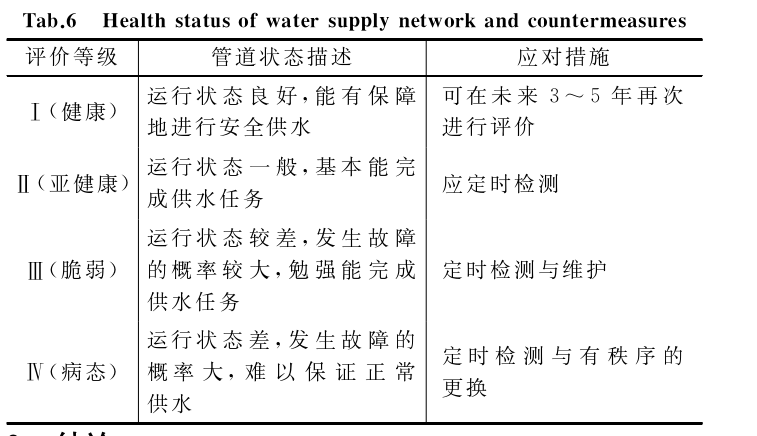 Tab.6 Health status of water supply network and countermeasures
评价等级 管道状态描述 应对措施
Ⅰ(健康)
运行状态良好,能有保障
地进行安全供水
可在未来 3~5 年再次
进行评价
Ⅱ(亚健康)
运行状态一般,基本能完
成供水任务
应定时检测
Ⅲ(脆弱)
运行状态较差,发生故障
的概率较大,勉强能完成
供水任务
定时检测与维护
Ⅳ(病态)
运行状态差,发生故障的
概率大,难以保证正常
供水
定时检测与有秩序的
更换